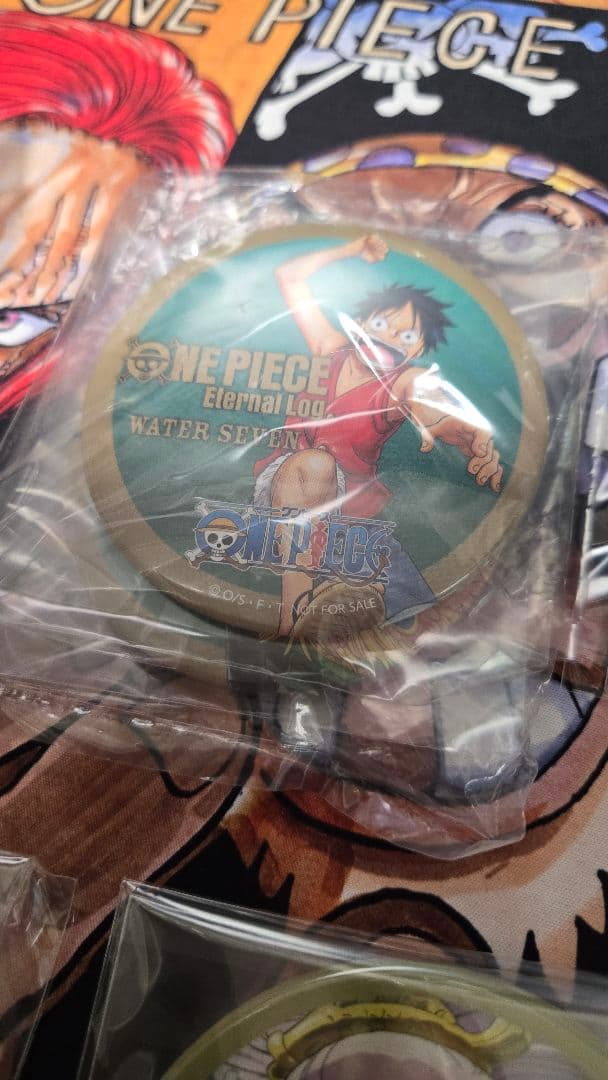 ONE PIECE
ONE PIECE
Eternal Log.
WATER SEVEN
ONE PIECE
©O/S・F・T NOT FOR SALE